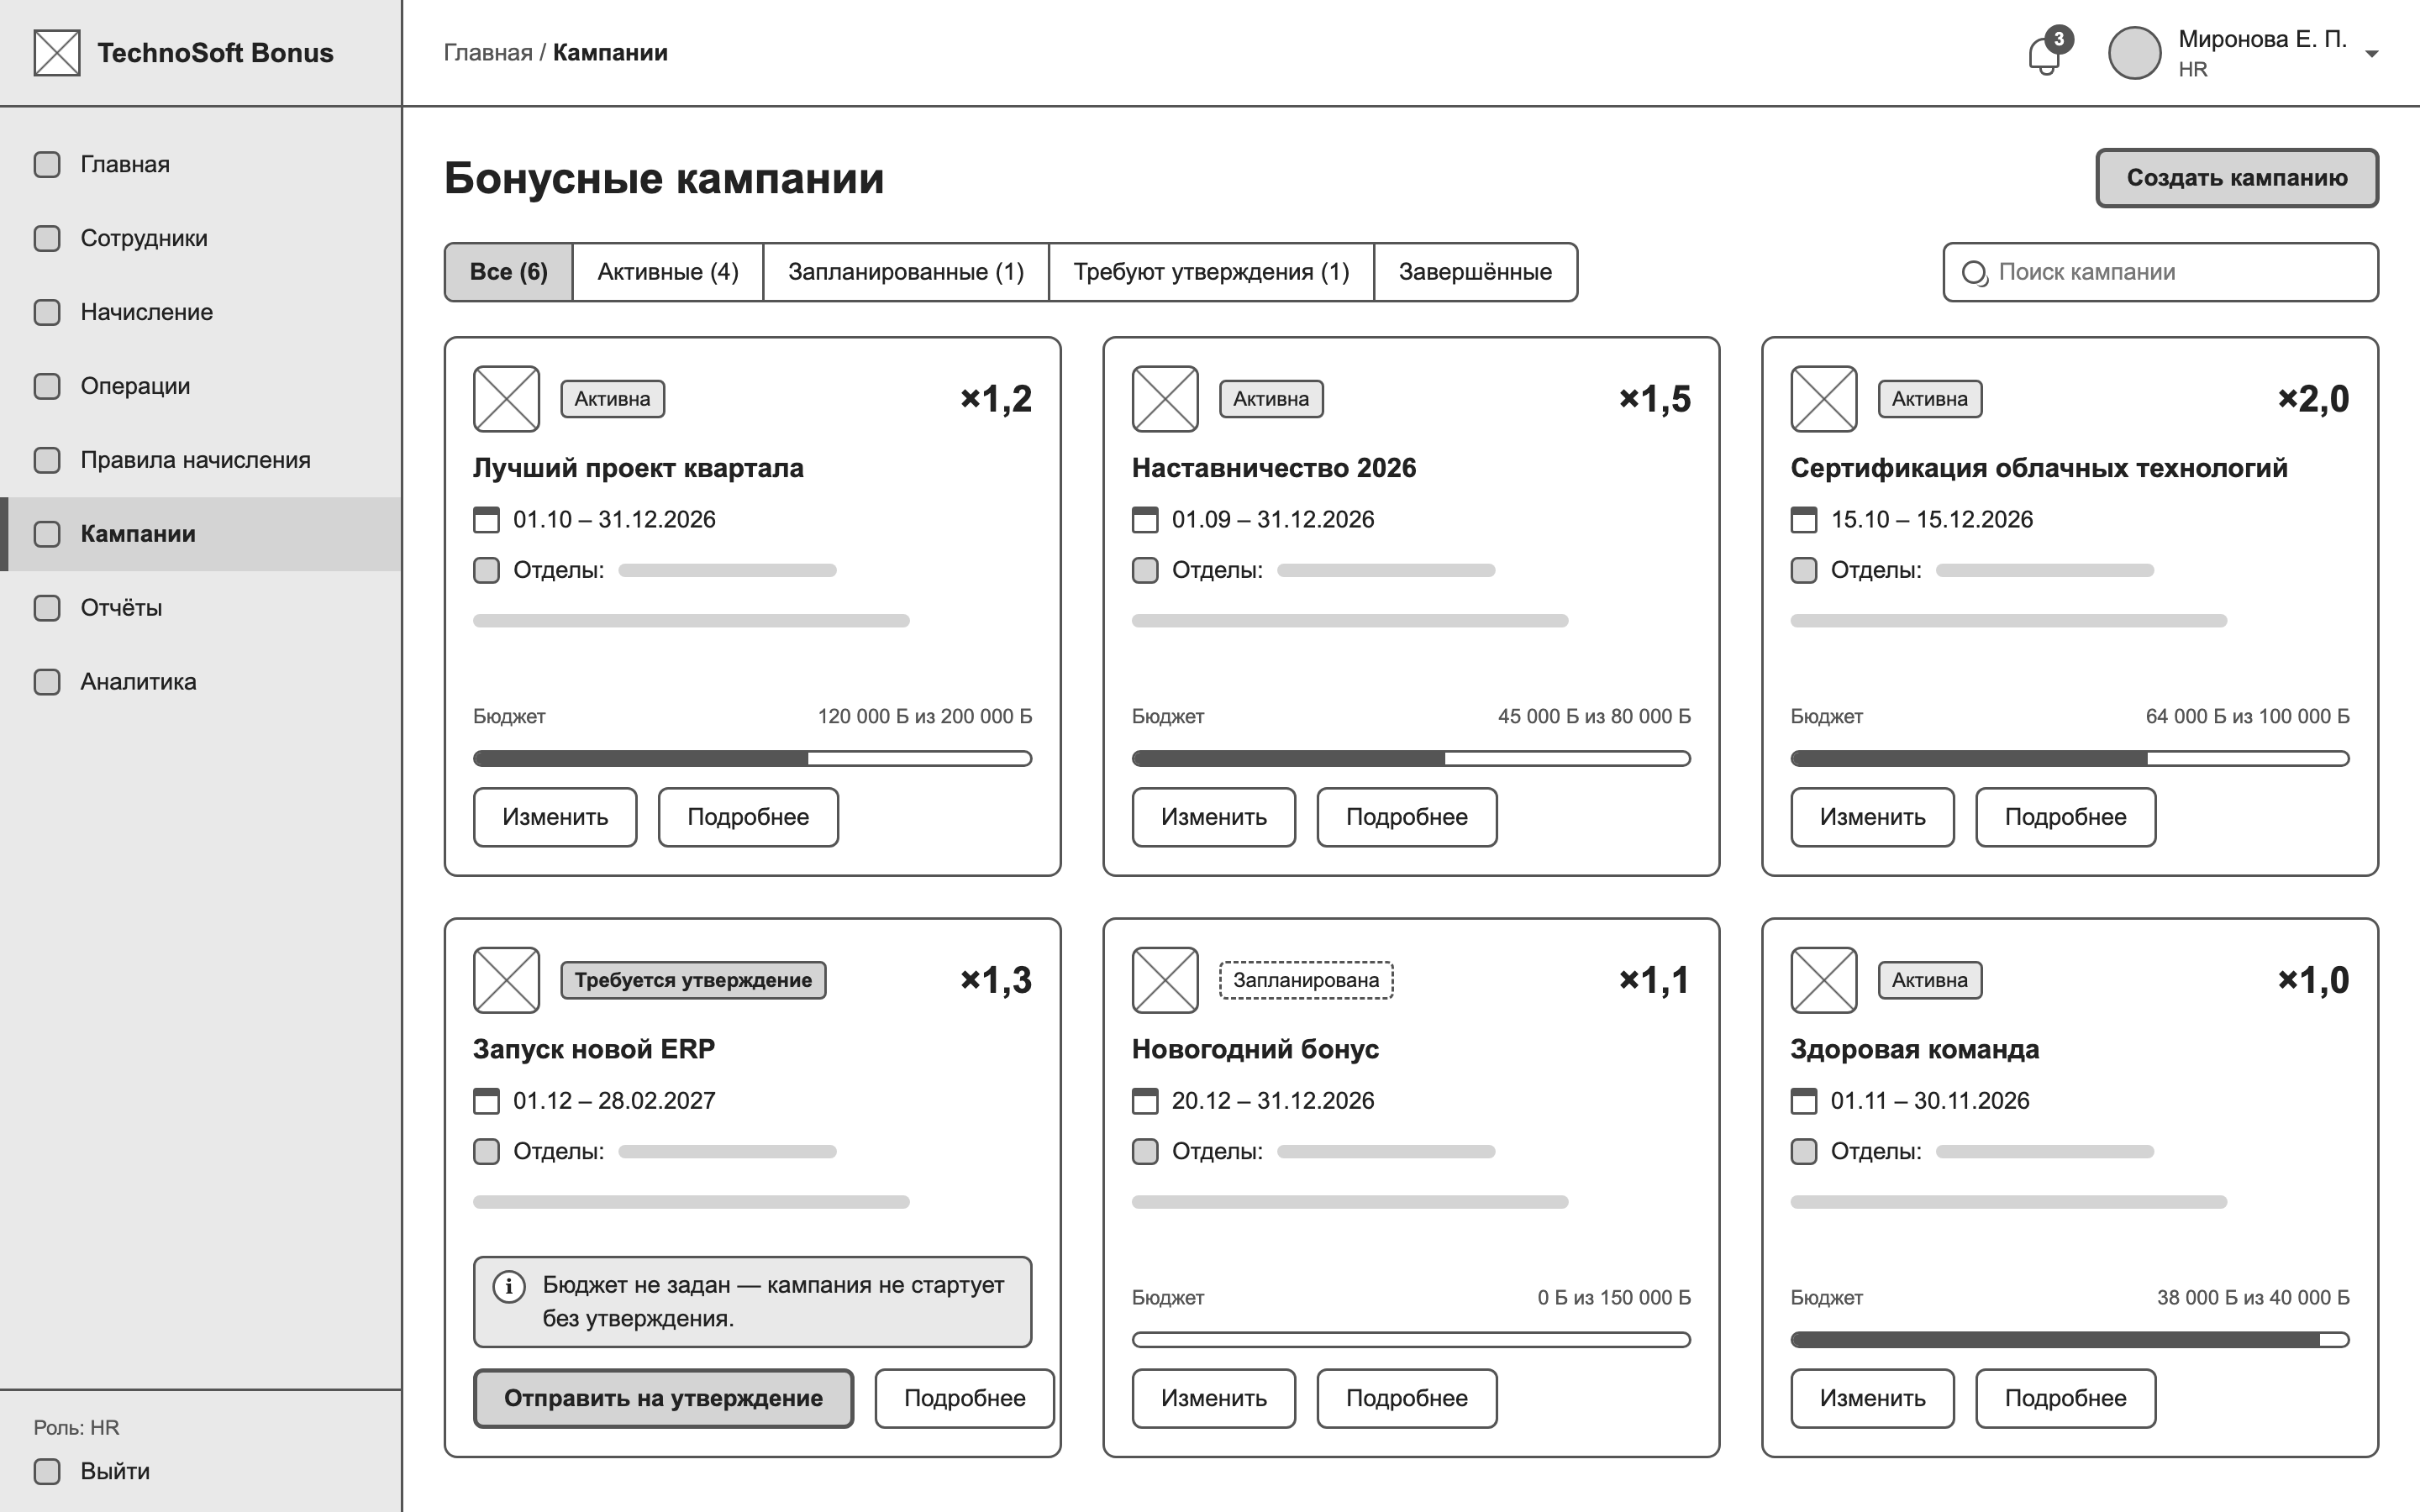 TechnoSoft Bonus
Главная / Кампании
3
Миронова Е. П.
HR
Главная
Сотрудники
Начисление
Операции
Правила начисления
Кампании
Отчёты
Аналитика
Роль: HR
Выйти
Бонусные кампании
Создать кампанию
Все (6)
Активные (4)
Запланированные (1)
Требуют утверждения (1)
Завершённые
Поиск кампании
Активна
×1,2
Лучший проект квартала
01.10 – 31.12.2026
Отделы:
Бюджет
120 000 Б из 200 000 Б
Изменить
Подробнее
Активна
×1,5
Наставничество 2026
01.09 – 31.12.2026
Отделы:
Бюджет
45 000 Б из 80 000 Б
Изменить
Подробнее
Активна
×2,0
Сертификация облачных технологий
15.10 – 15.12.2026
Отделы:
Бюджет
64 000 Б из 100 000 Б
Изменить
Подробнее
Требуется утверждение
×1,3
Запуск новой ERP
01.12 – 28.02.2027
Отделы:
i
Бюджет не задан — кампания не стартует
без утверждения.
Отправить на утверждение
Подробнее
Запланирована
×1,1
Новогодний бонус
20.12 – 31.12.2026
Отделы:
Бюджет
0 Б из 150 000 Б
Изменить
Подробнее
Активна
×1,0
Здоровая команда
01.11 – 30.11.2026
Отделы:
Бюджет
38 000 Б из 40 000 Б
Изменить
Подробнее